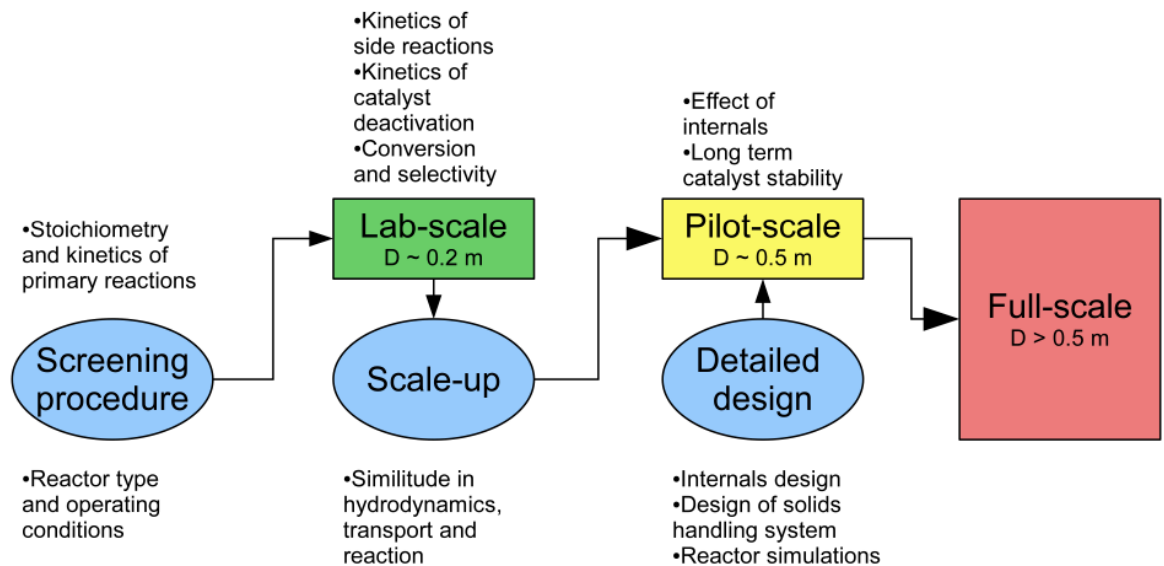 •Stoichiometry
and kinetics of
primary reactions
Screening
procedure
•Reactor type
and operating
conditions
•Kinetics of
side reactions
•Kinetics of
catalyst
deactivation
•Conversion
and selectivity
Lab-scale
D ~ 0.2 m
Scale-up
•Similitude in
hydrodynamics,
transport and
reaction
•Effect of
internals
•Long term
catalyst stability
Pilot-scale
D ~ 0.5 m
Detailed
design
•Internals design
•Design of solids
handling system
•Reactor simulations
Full-scale
D > 0.5 m